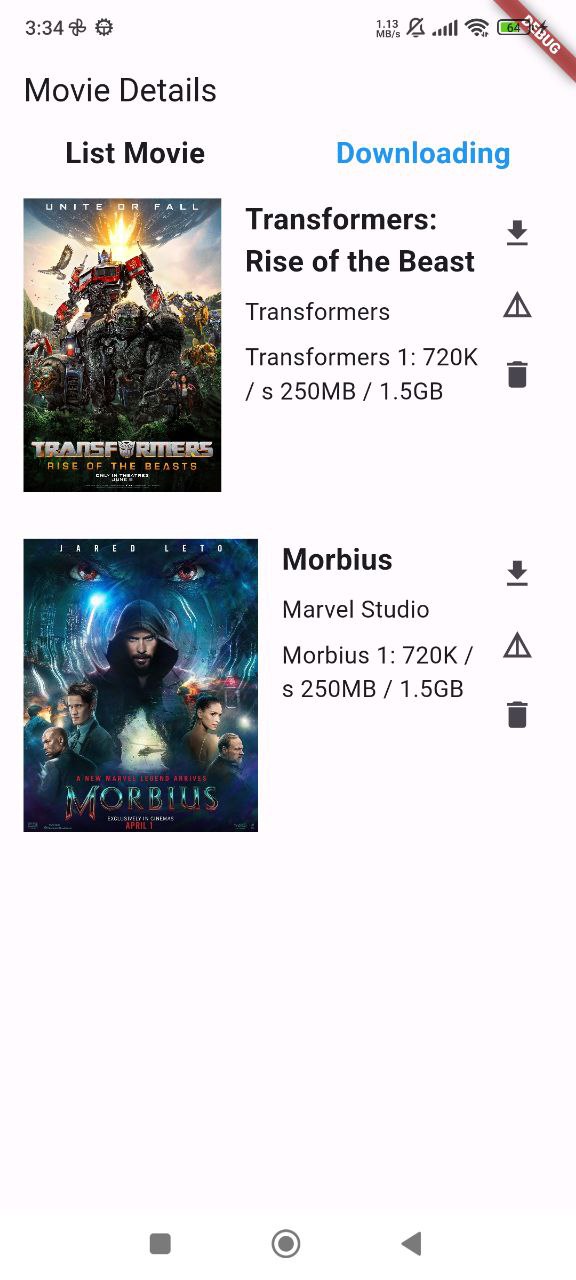 3:34
1.13
MB/s
64
DEBUG
Movie Details
List Movie
Downloading
UNITE OR FALL
TRANSFORMERS
RISE OF THE BEASTS
ONLY IN THEATRES
JUNE 9
Transformers:
Rise of the Beast
Transformers
Transformers 1: 720K
/ s 250MB / 1.5GB
JARED LETO
A NEW MARVEL LEGEND ARRIVES
MORBIUS
EXCLUSIVELY IN CINEMAS
APRIL 1
Morbius
Marvel Studio
Morbius 1: 720K /
s 250MB / 1.5GB